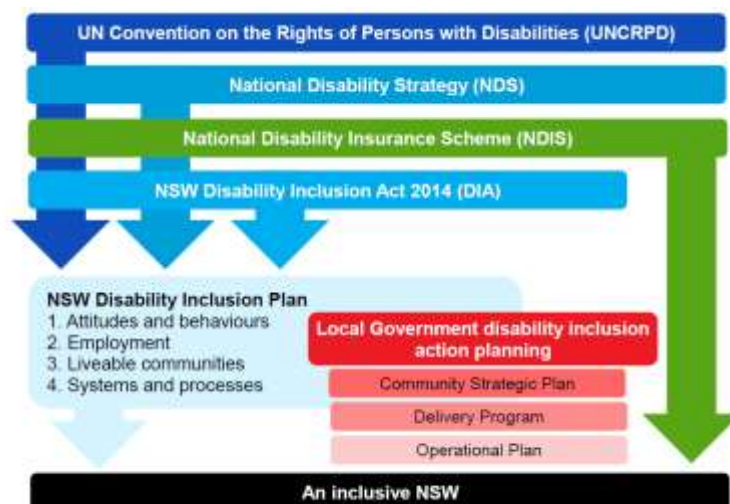 UN Convention on the Rights of Persons with Disabilities (UNCRPD)
National Disability Strategy (NDS)
National Disability Insurance Scheme (NDIS)
NSW Disability Inclusion Act 2014 (DIA)
NSW Disability Inclusion Plan
1. Attitudes and behaviours
2. Employment
3. Liveable communities
4. Systems and processes
Local Government disability inclusion
action planning
Community Strategic Plan
Delivery Program
Operational Plan
An inclusive NSW